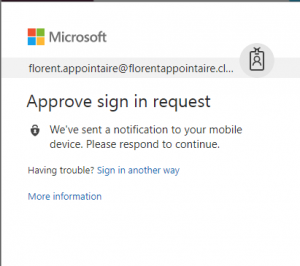 Microsoft
florent.appointaire@florentappointaire.cl...
Approve sign in request
We've sent a notification to your mobile
device. Please respond to continue.
Having trouble? Sign in another way
More information